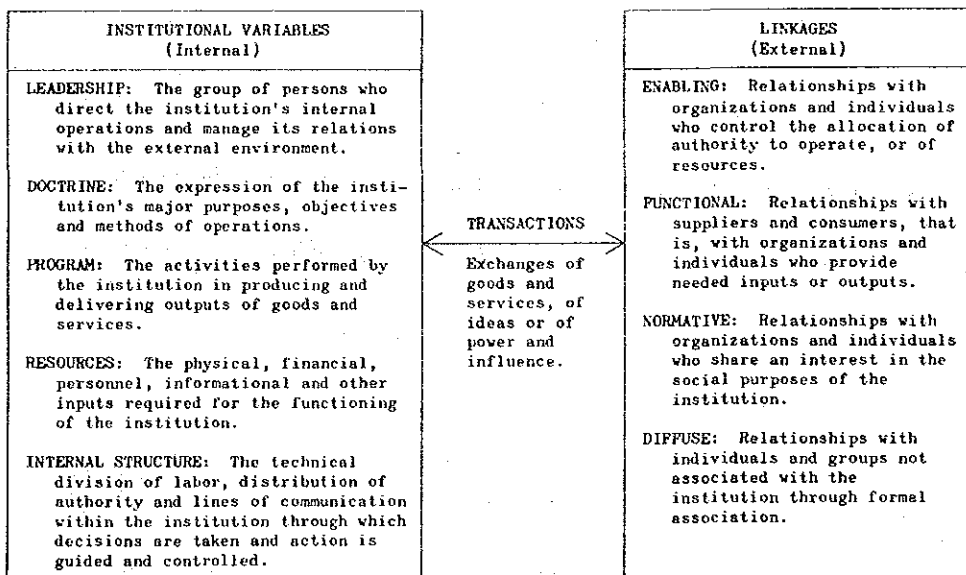 INSTITUTIONAL VARIABLES
(Internal)
LEADERSHIP: The group of persons who
direct the institution's internal
operations and manage its relations
with the external environment.
DOCTRINE: The expression of the insti-
tution's major purposes, objectives
and methods of operations.
PROGRAM: The activities performed by
the institution in producing and
delivering outputs of goods and
services.
RESOURCES: The physical, financial,
personnel, informational and other
inputs required for the functioning
of the institution.
INTERNAL STRUCTURE: The technical
division of labor, distribution of
authority and lines of communication
within the institution through which
decisions are taken and action is
guided and controlled.
TRANSACTIONS
Exchanges of
goods and
services, of
ideas or of
power and
influence.
LINKAGES
(External)
ENABLING: Relationships with
organizations and individuals
who control the allocation of
authority to operate, or of
resources.
FUNCTIONAL: Relationships with
suppliers and consumers, that
is, with organizations and
individuals who provide
needed inputs or outputs.
NORMATIVE: Relationships with
organizations and individuals
who share an interest in the
social purposes of the
institution.
DIFFUSE: Relationships with
individuals and groups not
associated with the
institution through formal
association.